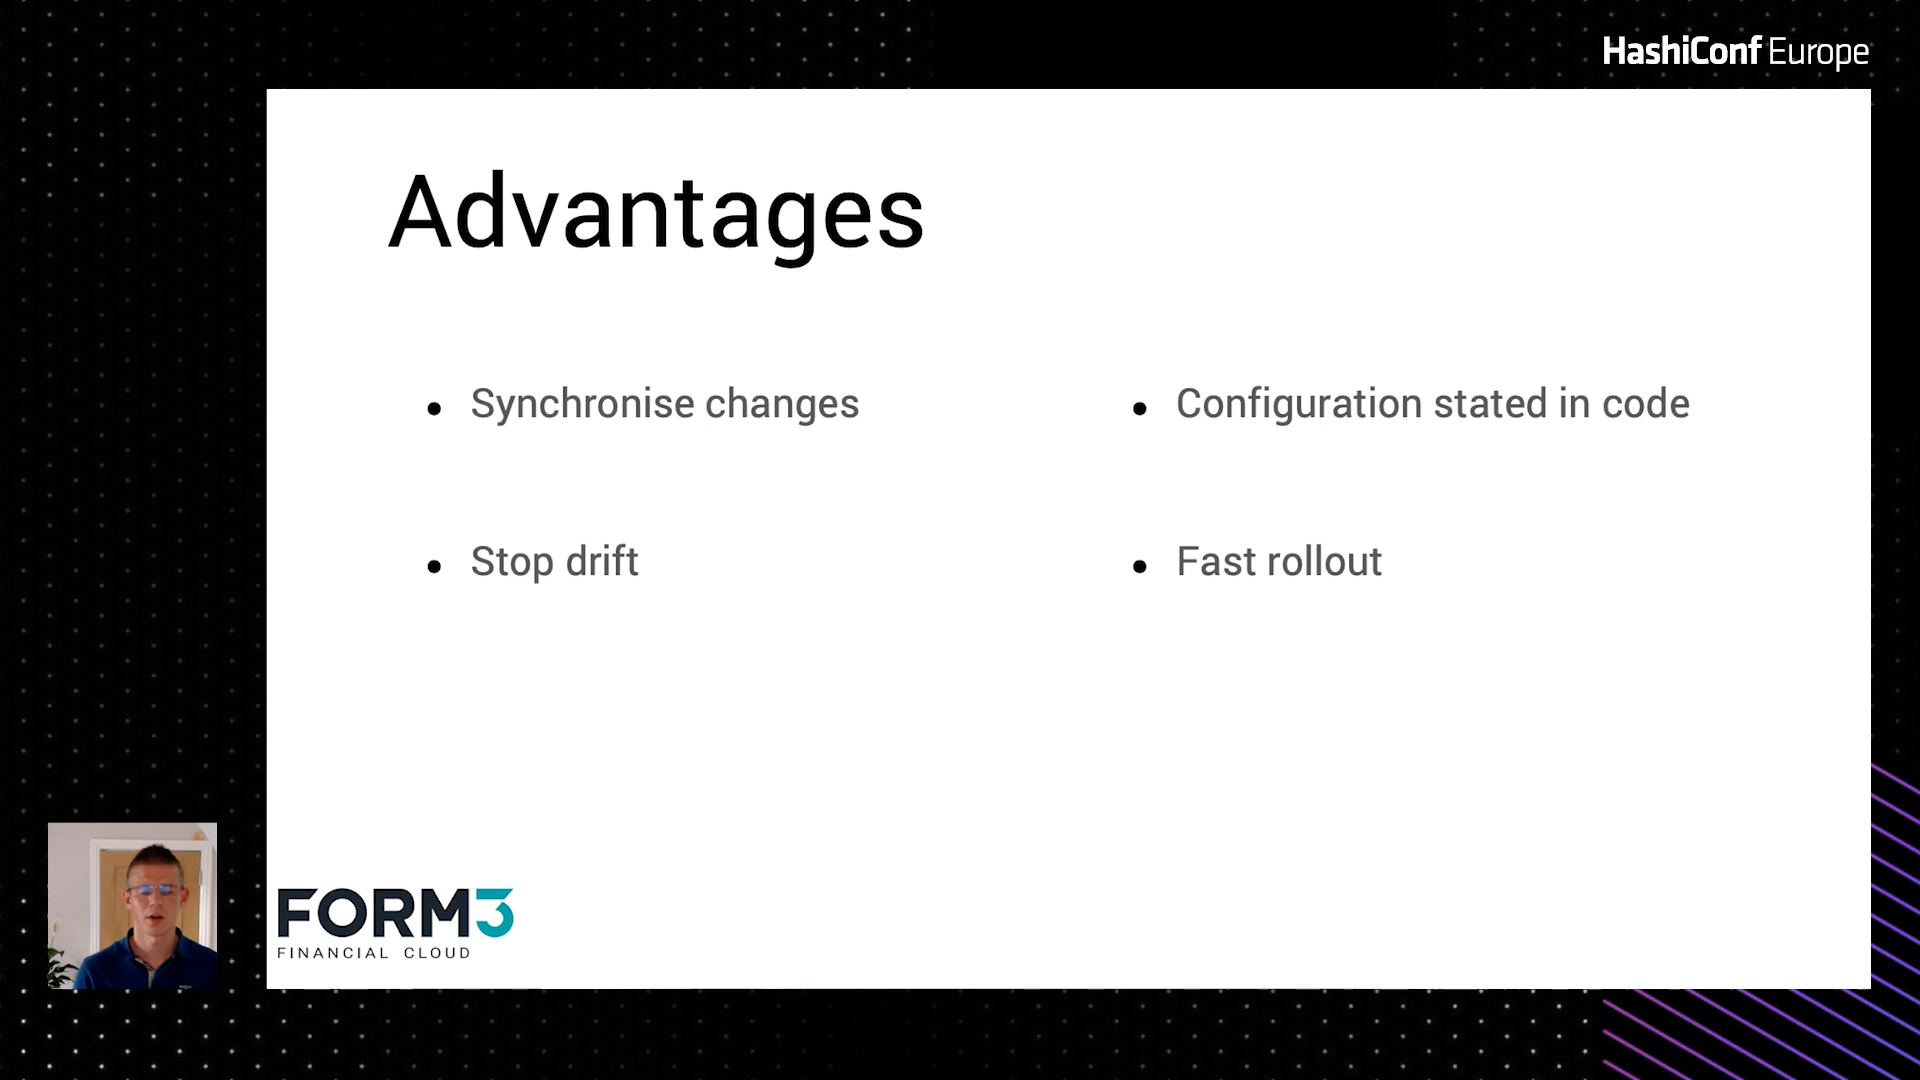 HashiConf Europe
Advantages
• Synchronise changes
• Stop drift
• Configuration stated in code
• Fast rollout
FORM3
FINANCIAL CLOUD